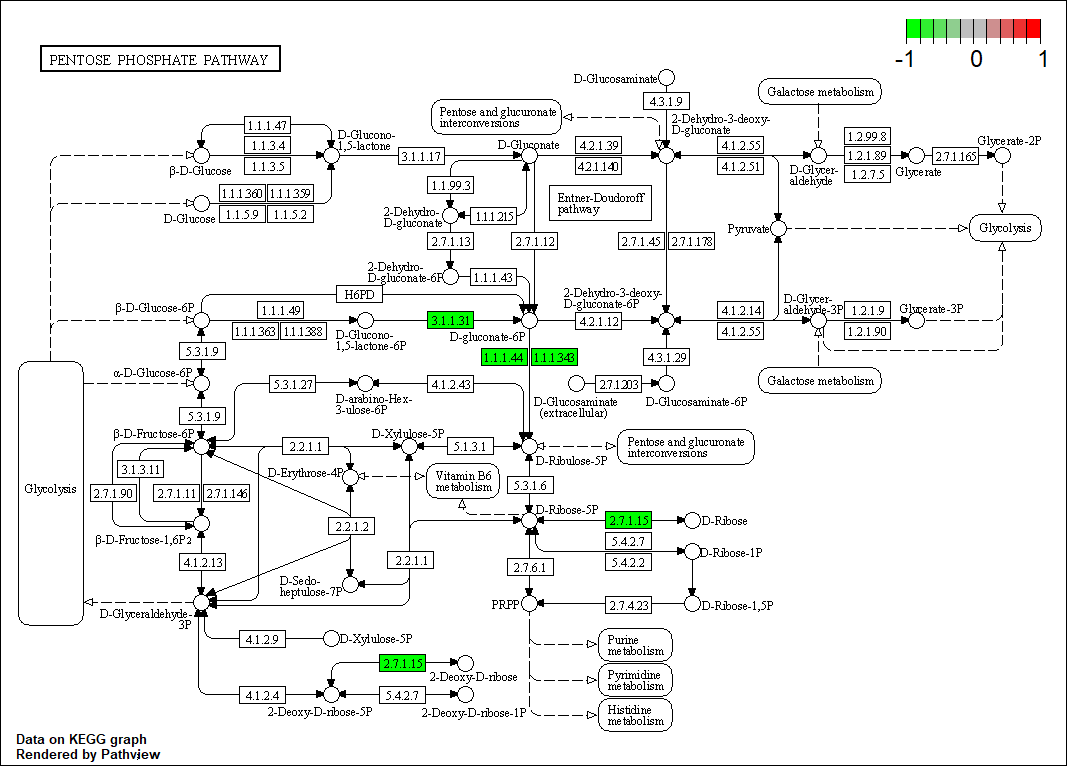 -1 0 1
PENTOSE PHOSPHATE PATHWAY
D-Glucosaminate
4.3.1.9
Galactose metabolism
Pentose and glucuronate
interconversions
2-Dehydro-3-deoxy-
D-gluconate
1.1.1.47
D-Glucono-
1,5-lactone
1.1.3.4
1.1.3.5
β-D-Glucose
3.1.1.17
D-Gluconate
4.2.1.39
4.2.1.140
4.1.2.55
4.1.2.51
D-Glycer-
aldehyde
1.2.99.8
1.2.1.89
1.2.7.5
Glycerate
2.7.1.165
Glycerate-2P
1.1.1.360
1.1.1.359
1.1.5.9
1.1.5.2
D-Glucose
1.1.99.3
2-Dehydro-
D-gluconate
1.1.1.215
Entner-Doudoroff
pathway
2.7.1.13
2.7.1.12
2.7.1.45
2.7.1.178
Pyruvate
Glycolysis
2-Dehydro-
D-gluconate-6P
1.1.1.43
H6PD
β-D-Glucose-6P
1.1.1.49
1.1.1.363
1.1.1.388
D-Glucono-
1,5-lactone-6P
3.1.1.31
D-gluconate-6P
2-Dehydro-3-deoxy-
D-gluconate-6P
4.2.1.12
4.1.2.14
4.1.2.55
D-Glycer-
aldehyde-3P
1.2.1.9
1.2.1.90
Glycerate-3P
5.3.1.9
1.1.1.44
1.1.1.343
4.3.1.29
α-D-Glucose-6P
5.3.1.27
D-arabino-Hex-
3-ulose-6P
4.1.2.43
2.7.1.203
D-Glucosaminate
(extracellular)
D-Glucosaminate-6P
Galactose metabolism
5.3.1.9
β-D-Fructose-6P
2.2.1.1
D-Xylulose-5P
5.1.3.1
D-Ribulose-5P
Pentose and glucuronate
interconversions
3.1.3.11
2.7.1.90
2.7.1.11
2.7.1.146
D-Erythrose-4P
Vitamin B6
metabolism
5.3.1.6
Glycolysis
D-Ribose-5P
2.7.1.15
D-Ribose
2.2.1.2
β-D-Fructose-1,6P2
5.4.2.7
5.4.2.2
D-Ribose-1P
4.1.2.13
2.2.1.1
2.7.6.1
D-Sedo-
heptulose-7P
D-Glyceraldehyde-
3P
PRPP
2.7.4.23
D-Ribose-1,5P
4.1.2.9
D-Xylulose-5P
Purine
metabolism
2.7.1.15
2-Deoxy-D-ribose
Pyrimidine
metabolism
4.1.2.4
2-Deoxy-D-ribose-5P
5.4.2.7
2-Deoxy-D-ribose-1P
Histidine
metabolism
Data on KEGG graph
Rendered by Pathview